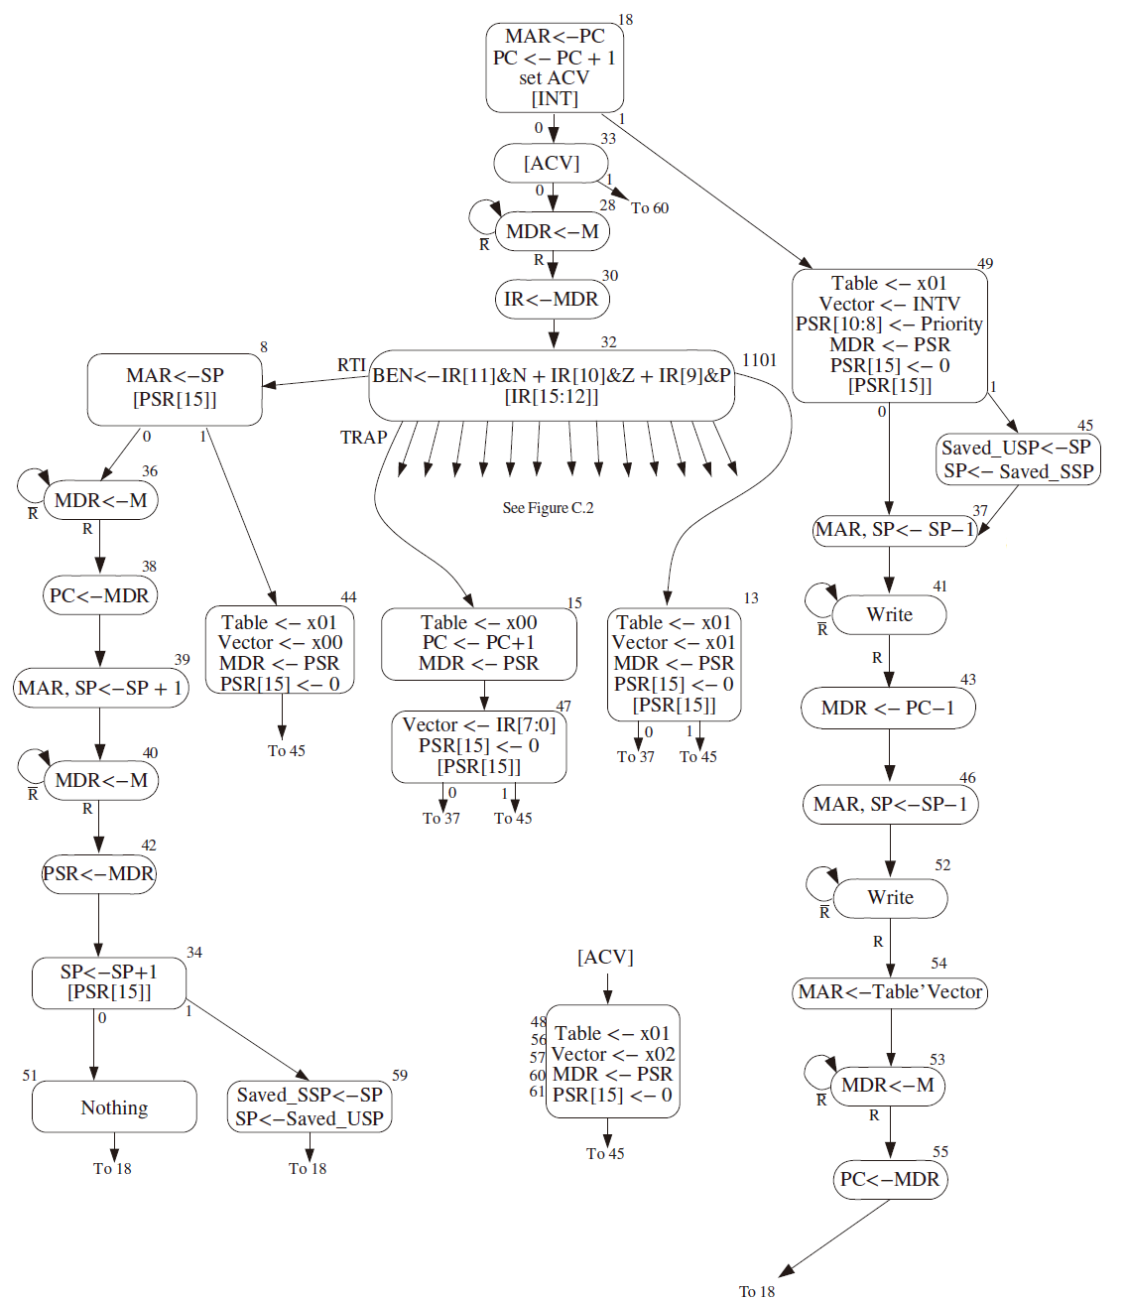 18
MAR<–PC
PC <– PC + 1
set ACV
[INT]
0
1
33
[ACV]
0
1
To 60
28
MDR<–M
R̅
R
30
IR<–MDR
32
BEN<–IR[11]&N + IR[10]&Z + IR[9]&P
[IR[15:12]]
RTI
1101
TRAP
See Figure C.2
8
MAR<–SP
[PSR[15]]
0
1
36
MDR<–M
R̅
R
38
PC<–MDR
39
MAR, SP<–SP + 1
40
MDR<–M
R̅
R
42
PSR<–MDR
34
SP<–SP+1
[PSR[15]]
0
1
51
Nothing
To 18
59
Saved_SSP<–SP
SP<–Saved_USP
To 18
44
Table <– x01
Vector <– x00
MDR <– PSR
PSR[15] <– 0
To 45
15
Table <– x00
PC <– PC+1
MDR <– PSR
47
Vector <– IR[7:0]
PSR[15] <– 0
[PSR[15]]
0
1
To 37
To 45
13
Table <– x01
Vector <– x01
MDR <– PSR
PSR[15] <– 0
[PSR[15]]
0
1
To 37
To 45
[ACV]
48
56
57
60
61
Table <– x01
Vector <– x02
MDR <– PSR
PSR[15] <– 0
To 45
49
Table <– x01
Vector <– INTV
PSR[10:8] <– Priority
MDR <– PSR
PSR[15] <– 0
[PSR[15]]
0
1
45
Saved_USP<–SP
SP<– Saved_SSP
37
MAR, SP<– SP–1
41
Write
R̅
R
43
MDR <– PC–1
46
MAR, SP<–SP–1
52
Write
R̅
R
54
MAR<–Table’Vector
53
MDR<–M
R̅
R
55
PC<–MDR
To 18